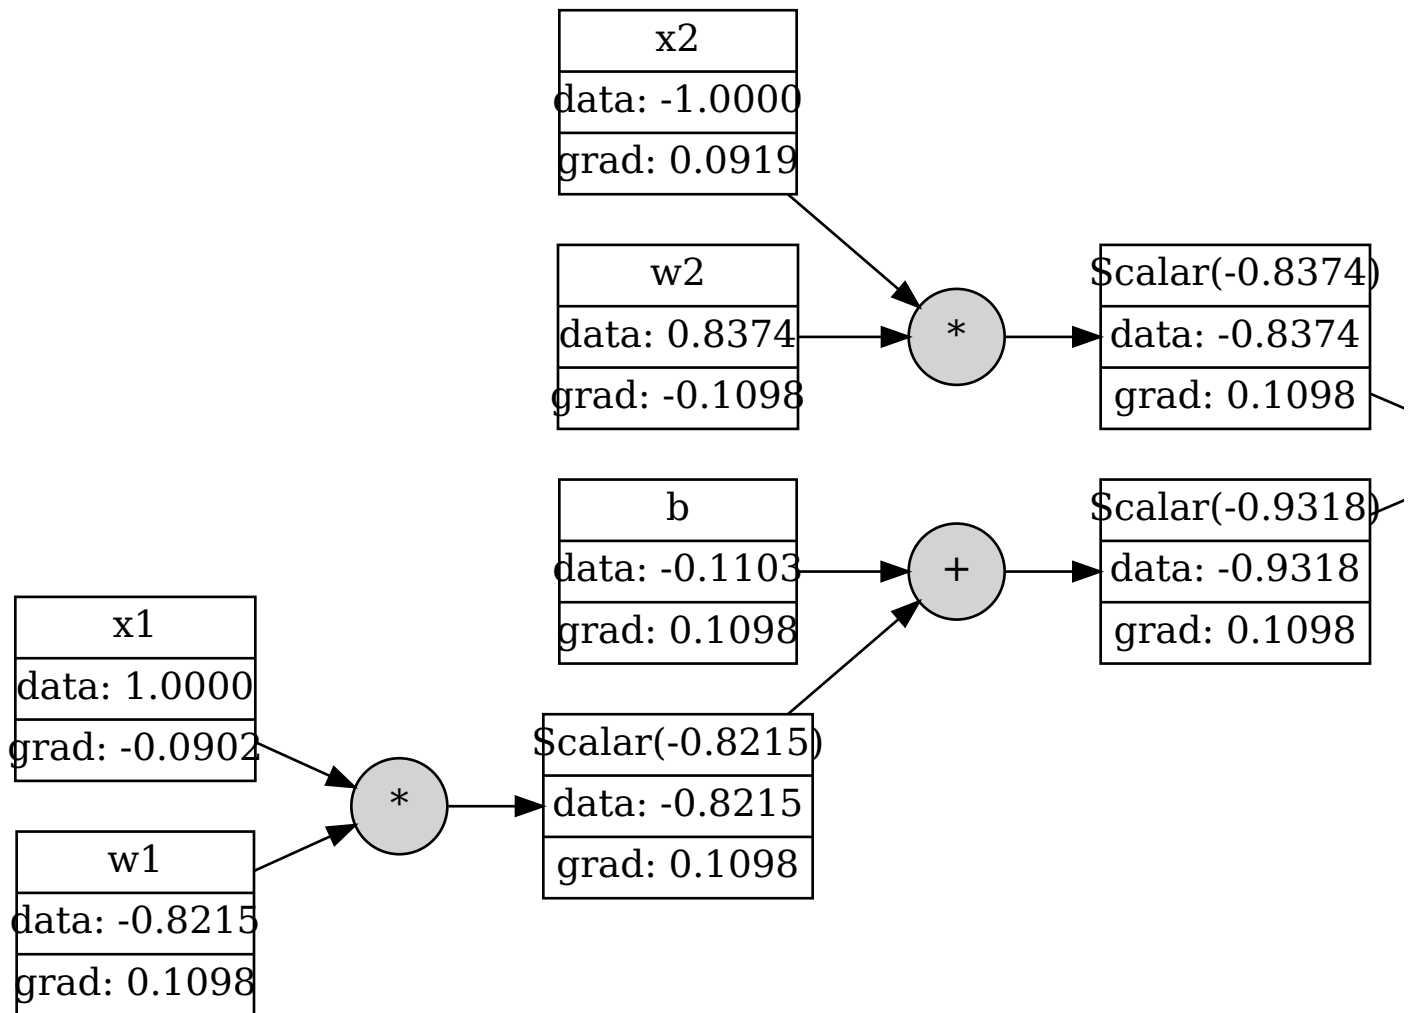 x2
data: -1.0000
grad: 0.0919
w2
data: 0.8374
grad: -0.1098
*
Scalar(-0.8374)
data: -0.8374
grad: 0.1098
b
data: -0.1103
grad: 0.1098
+
Scalar(-0.9318)
data: -0.9318
grad: 0.1098
x1
data: 1.0000
grad: -0.0902
*
Scalar(-0.8215)
data: -0.8215
grad: 0.1098
w1
data: -0.8215
grad: 0.1098